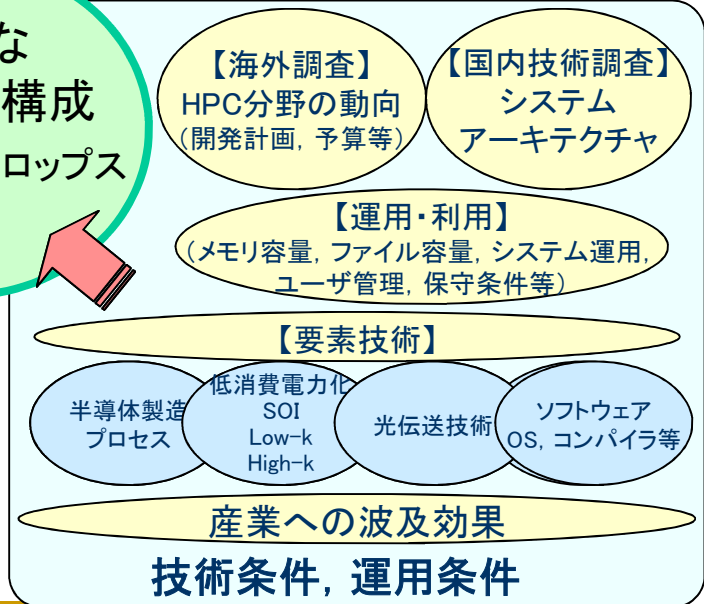 な
構成
ロップス
【海外調査】
HPC分野の動向
(開発計画, 予算等)
【国内技術調査】
システム
アーキテクチャ
【運用・利用】
(メモリ容量, ファイル容量, システム運用,
ユーザ管理, 保守条件等)
【要素技術】
半導体製造
プロセス
低消費電力化
SOI
Low-k
High-k
光伝送技術
ソフトウェア
OS, コンパイラ等
産業への波及効果
技術条件, 運用条件